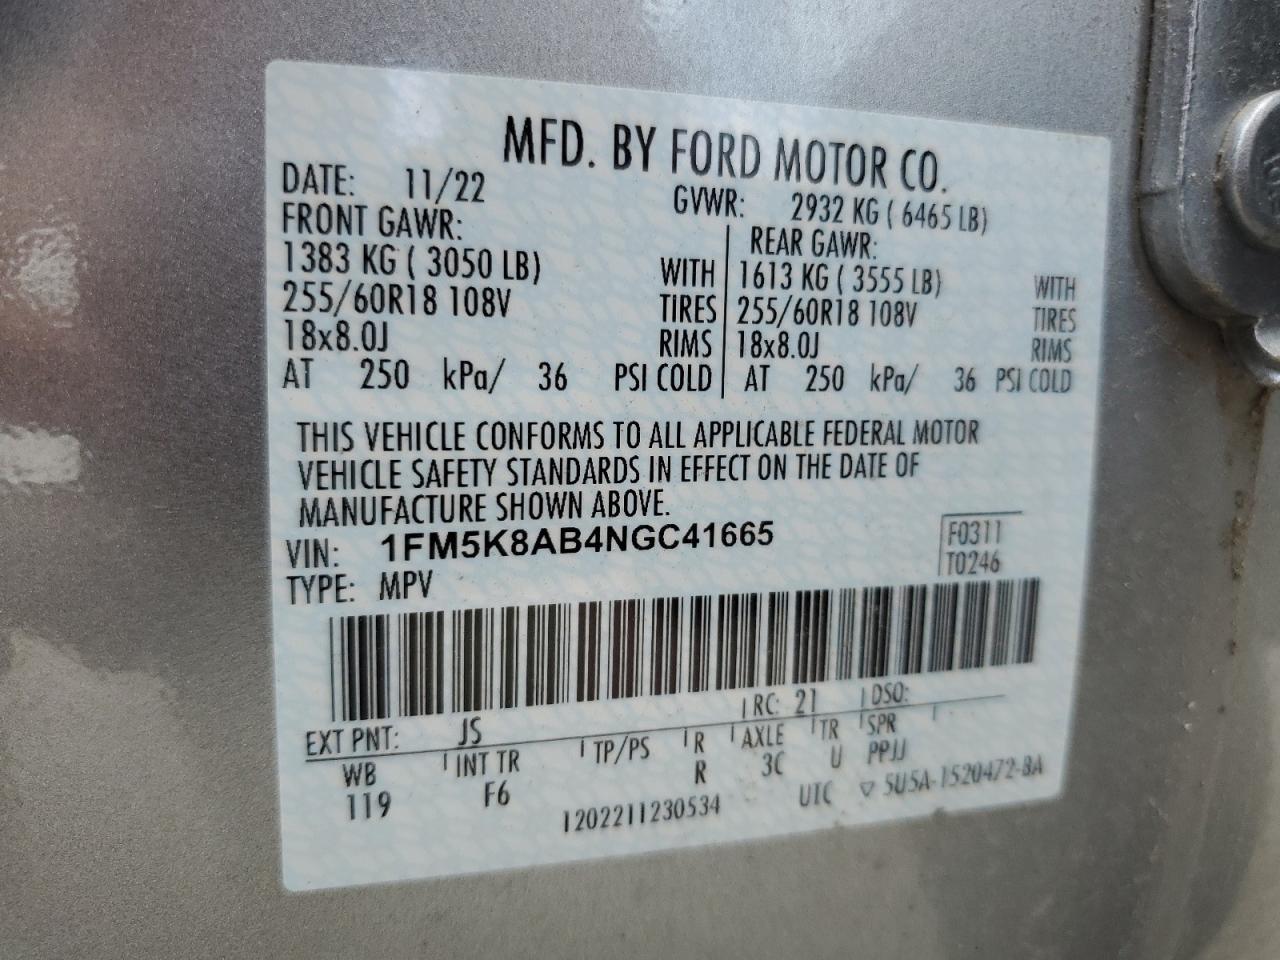 MFD. BY FORD MOTOR CO.
DATE: 11/22 GVWR: 2932 KG ( 6465 LB)
FRONT GAWR: REAR GAWR:
1383 KG ( 3050 LB) WITH 1613 KG ( 3555 LB) WITH
255/60R18 108V TIRES 255/60R18 108V TIRES
18x8.0J RIMS 18x8.0J RIMS
AT 250 kPa/ 36 PSI COLD AT 250 kPa/ 36 PSI COLD
THIS VEHICLE CONFORMS TO ALL APPLICABLE FEDERAL MOTOR
VEHICLE SAFETY STANDARDS IN EFFECT ON THE DATE OF
MANUFACTURE SHOWN ABOVE.
VIN: 1FM5K8AB4NGC41665 F0311
TYPE: MPV T0246
EXT PNT: JS RC: 21 DSO:
WB INT TR TP/PS R AXLE TR SPR
119 F6 R 3C U PPJJ
1202211230534 UTC ▽ 5U5A-1520472-BA